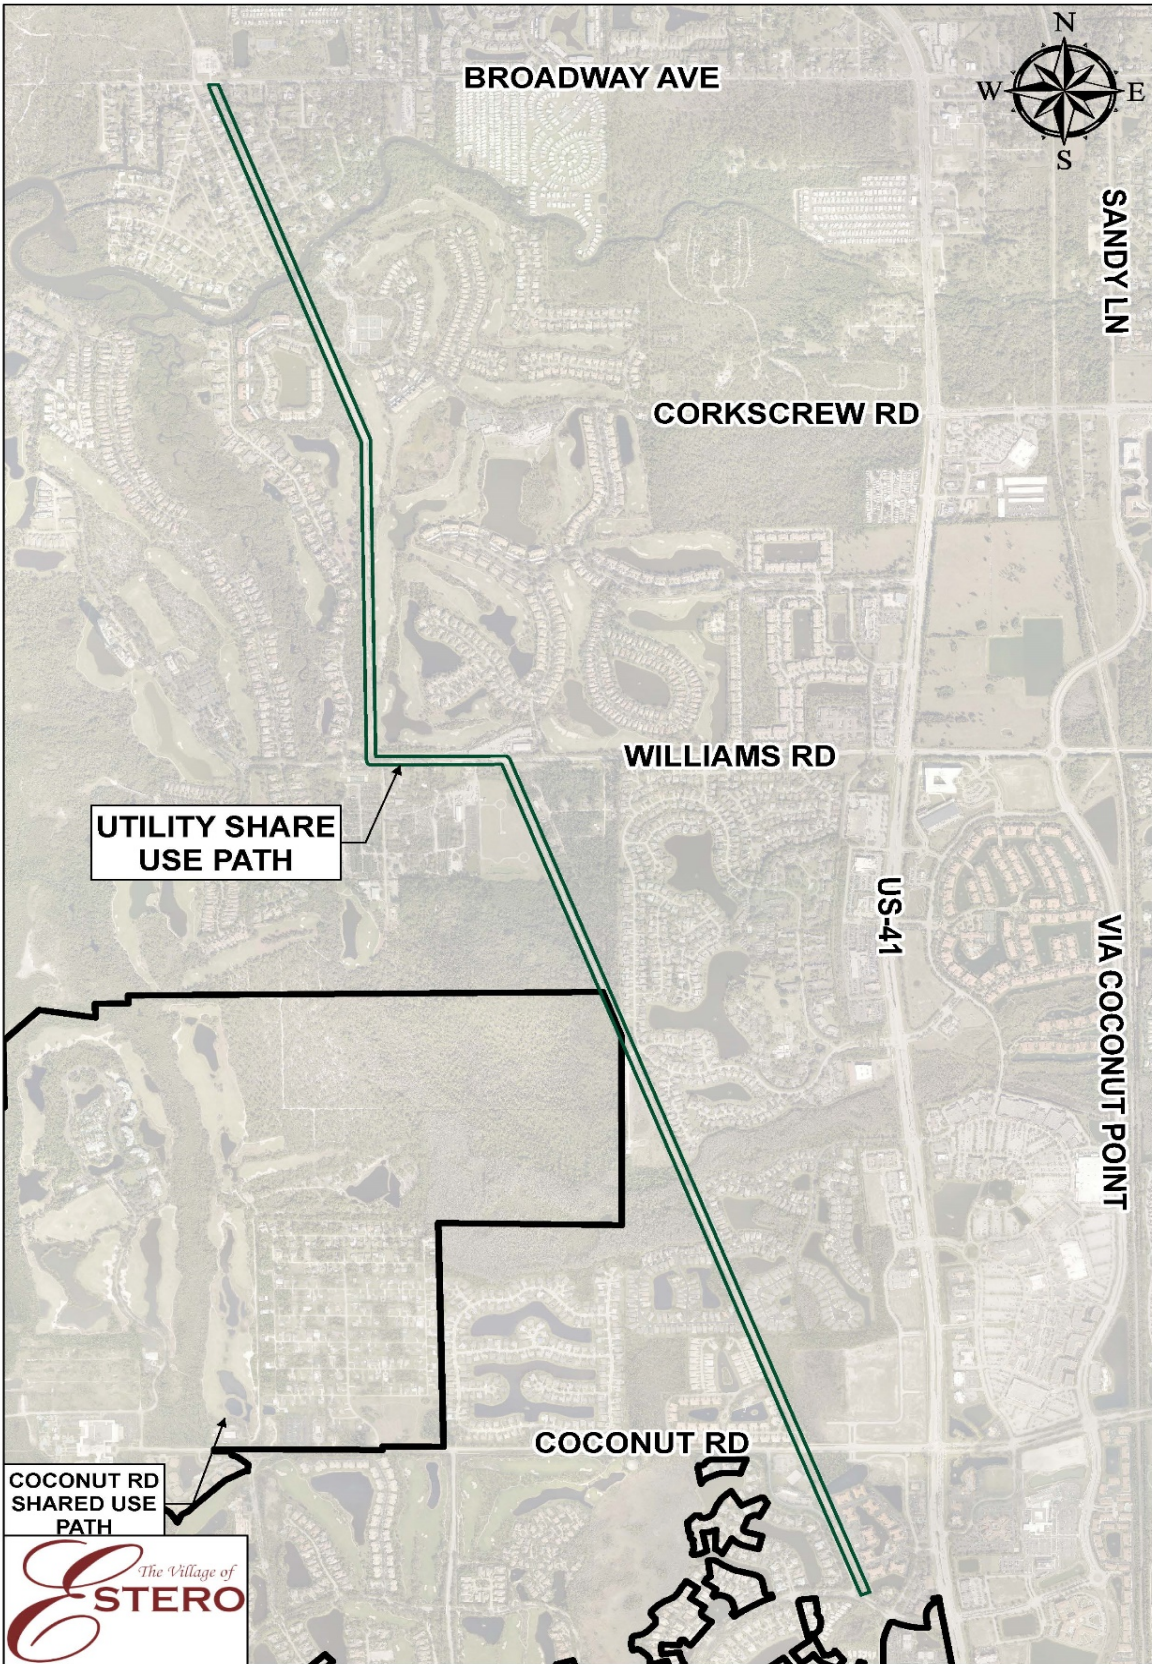 N
BROADWAY AVE
W
E
S
SANDY LN
CORKSCREW RD
WILLIAMS RD
UTILITY SHARE
USE PATH
US-41
VIA COCONUT POINT
COCONUT RD
COCONUT RD
SHARED USE
PATH
The Village of
ESTERO